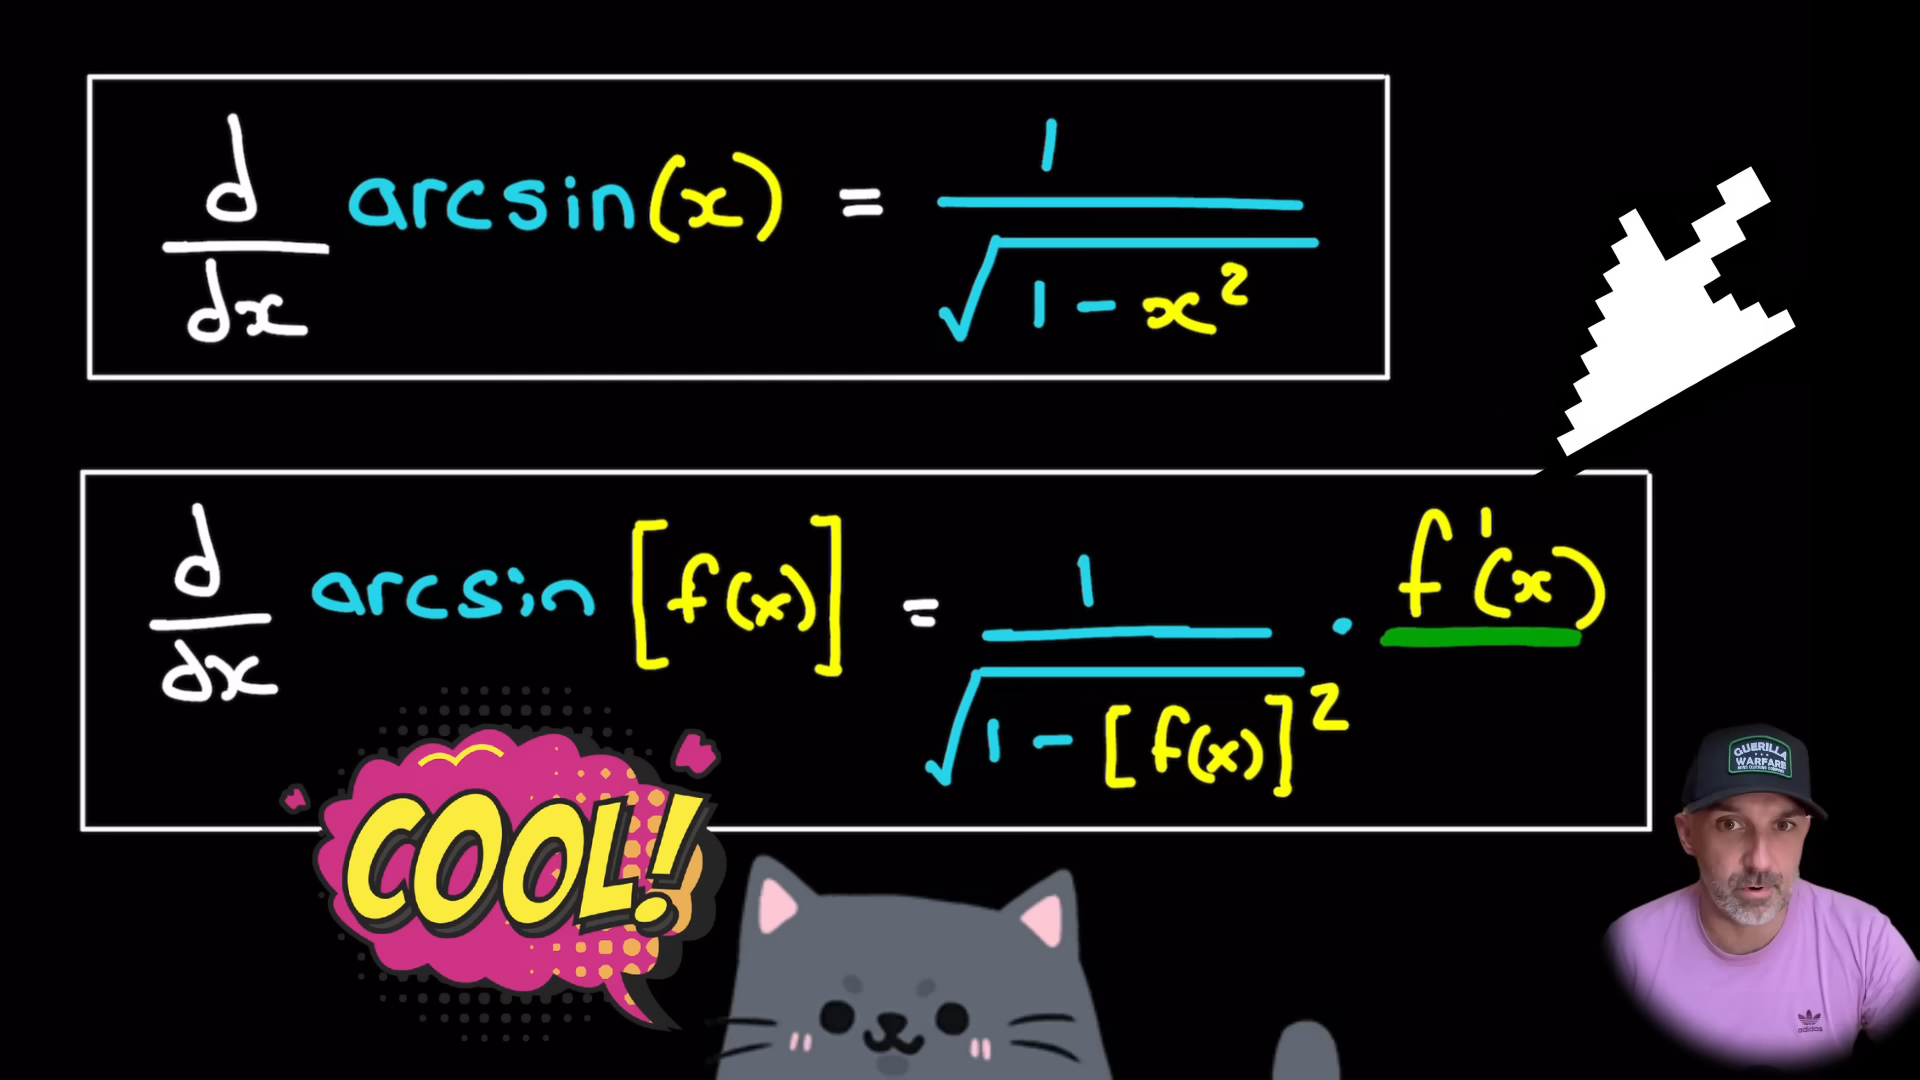 d/dx arcsin(x) = 1/√(1 - x²)
d/dx arcsin[f(x)] = 1/√(1 - [f(x)]²) · f'(x)
COOL!
GUERILLA
WARFARE
adidas